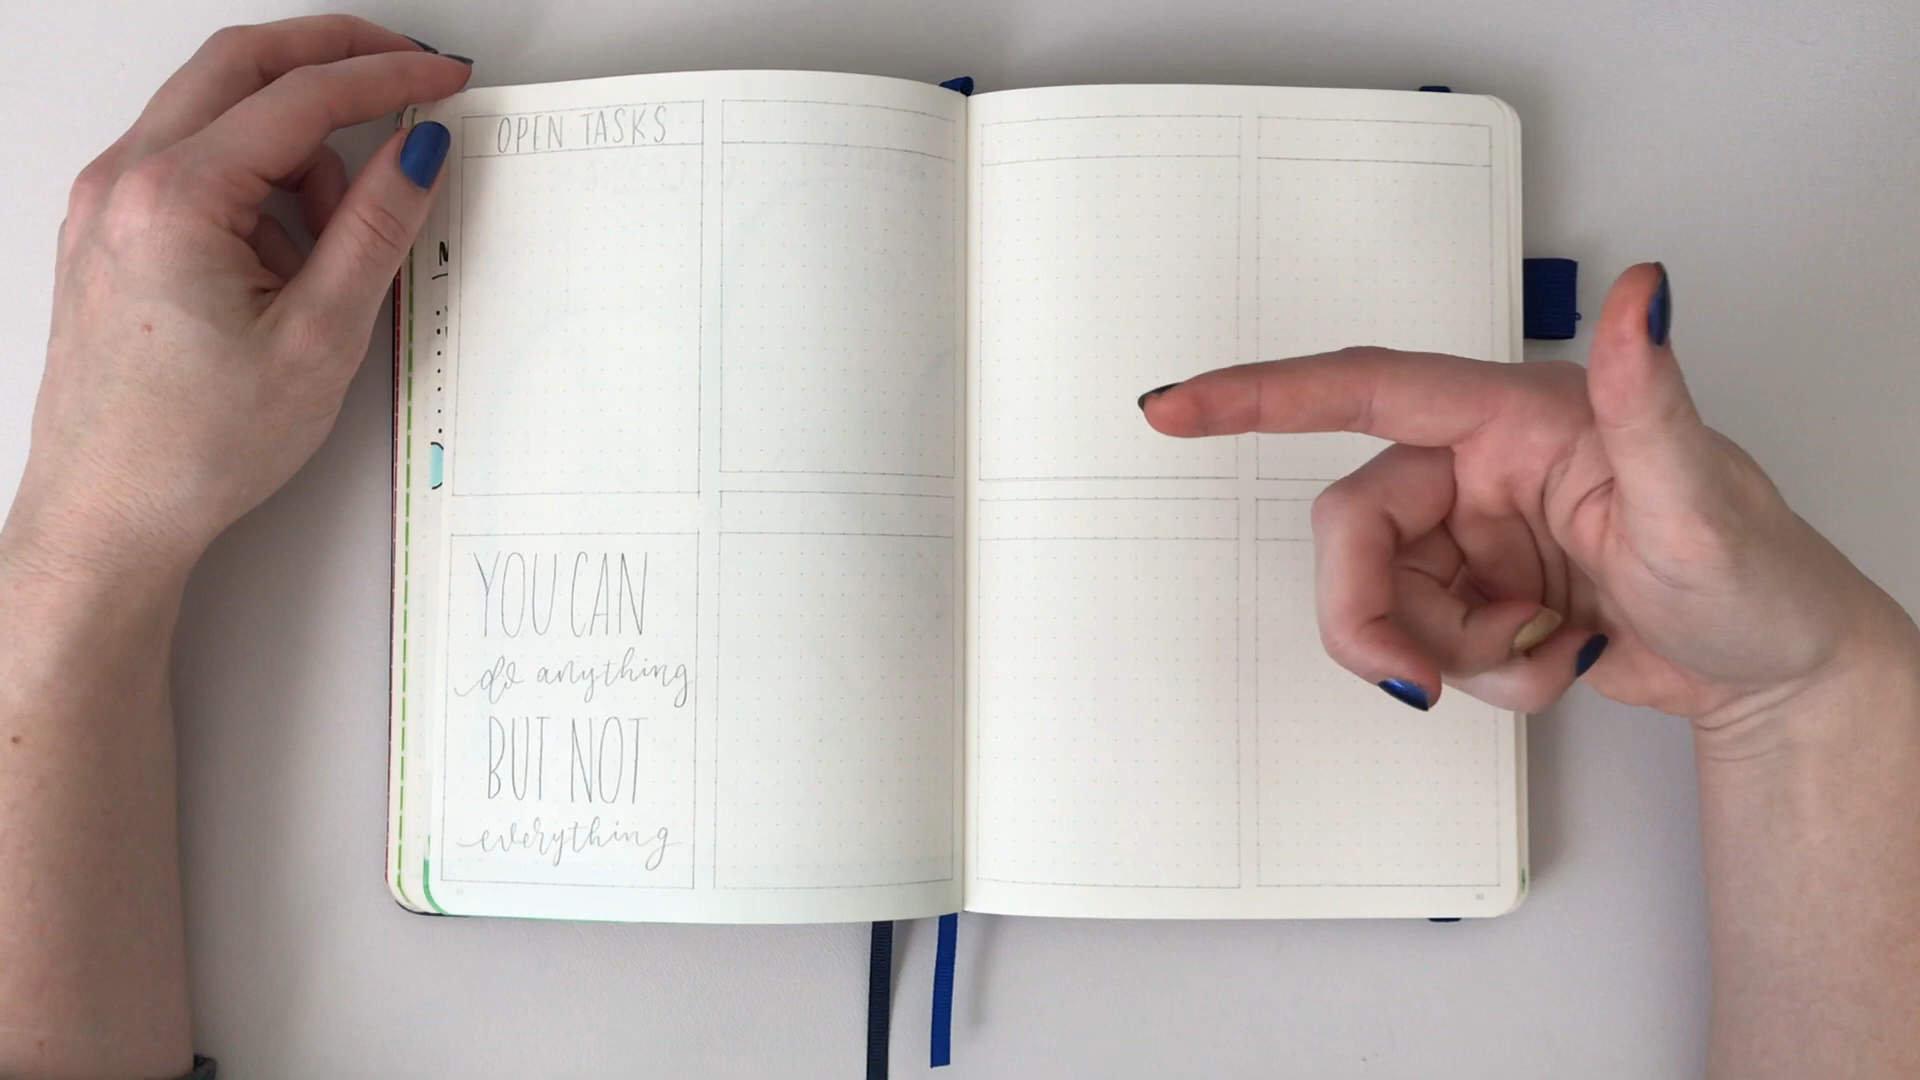 OPEN TASKS
YOU CAN
do anything
BUT NOT
everything